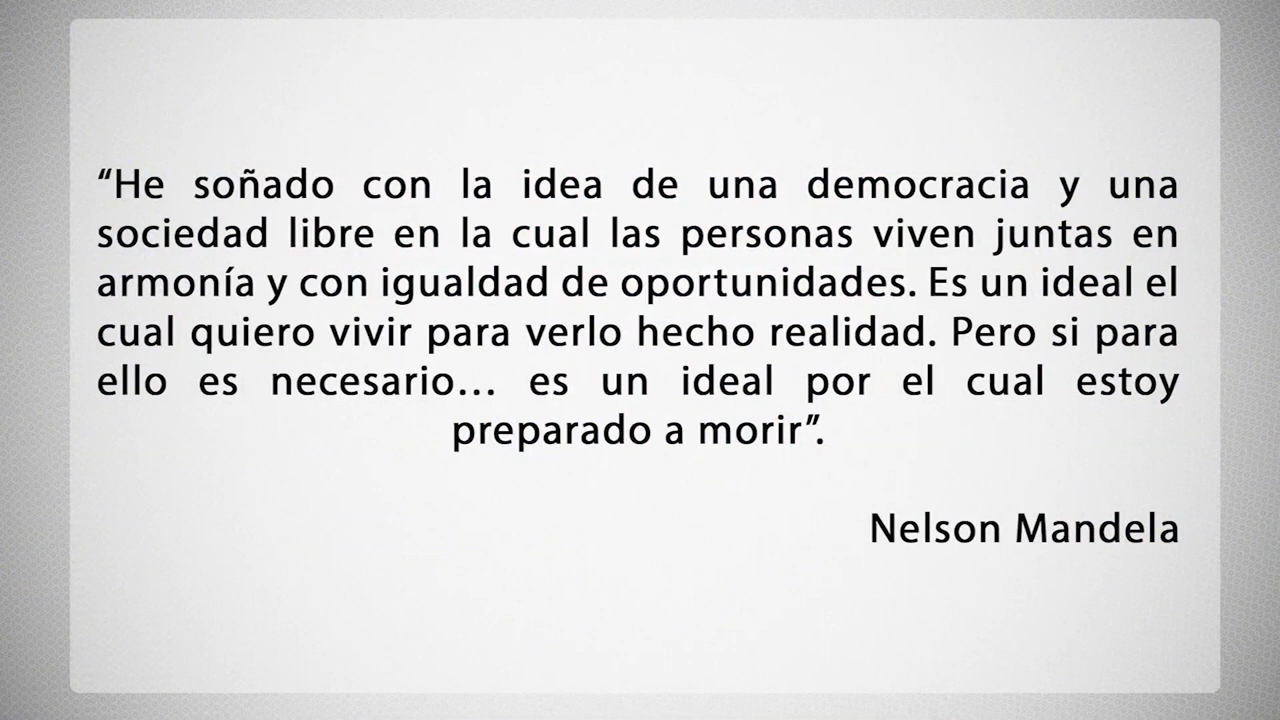 “He soñado con la idea de una democracia y una
sociedad libre en la cual las personas viven juntas en
armonía y con igualdad de oportunidades. Es un ideal el
cual quiero vivir para verlo hecho realidad. Pero si para
ello es necesario… es un ideal por el cual estoy
preparado a morir”.
Nelson Mandela